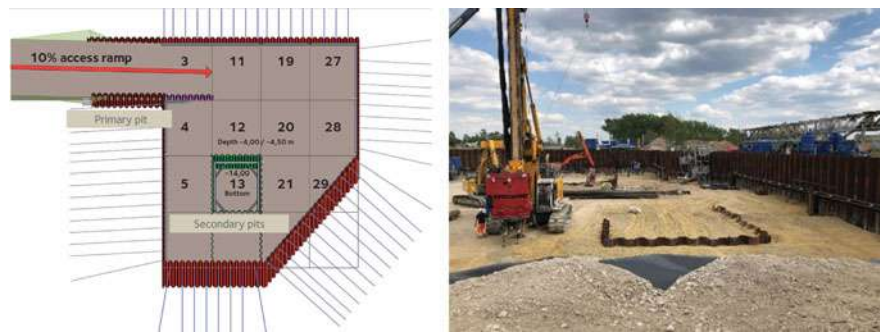 10% access ramp
3 11 19 27
Primary pit
4 12 20 28
Depth -4,00 / -4,50 m
5 -14,00 21 29
13
Bottom
Secondary pits